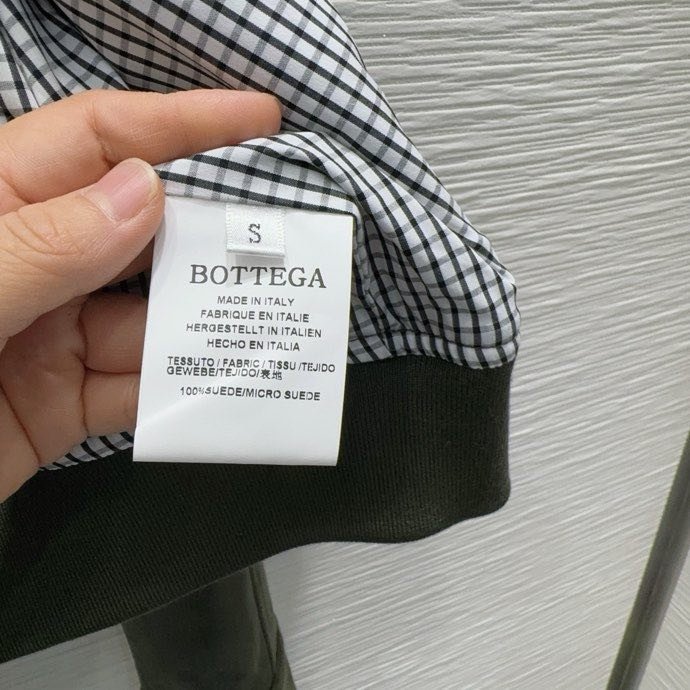 S
BOTTEGA
MADE IN ITALY
FABRIQUE EN ITALIE
HERGESTELLT IN ITALIEN
HECHO EN ITALIA
TESSUTO / FABRIC / TISSU / TEJIDO
GEWEBE/TEJIDO/表地
100%SUEDE/MICRO SUEDE